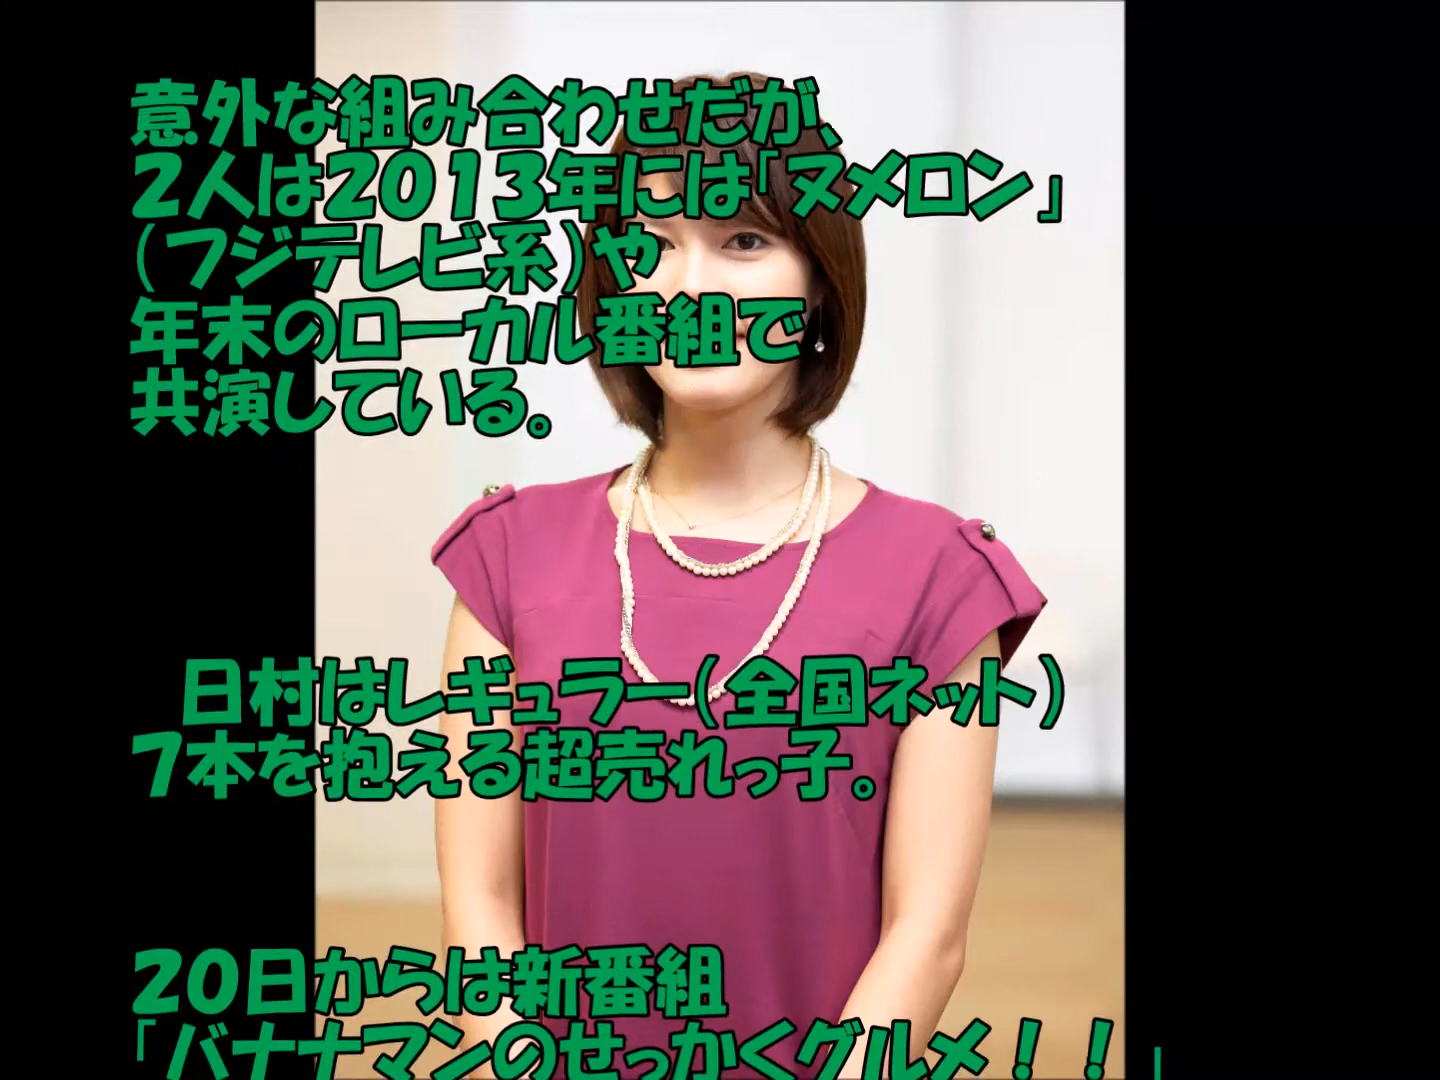 意外な組み合わせだが、
2人は2013年には「ヌメロン」
（フジテレビ系）や
年末のローカル番組で
共演している。
日村はレギュラー（全国ネット）
7本を抱える超売れっ子。
20日からは新番組
「バナナマンのせっかくグルメ！！」